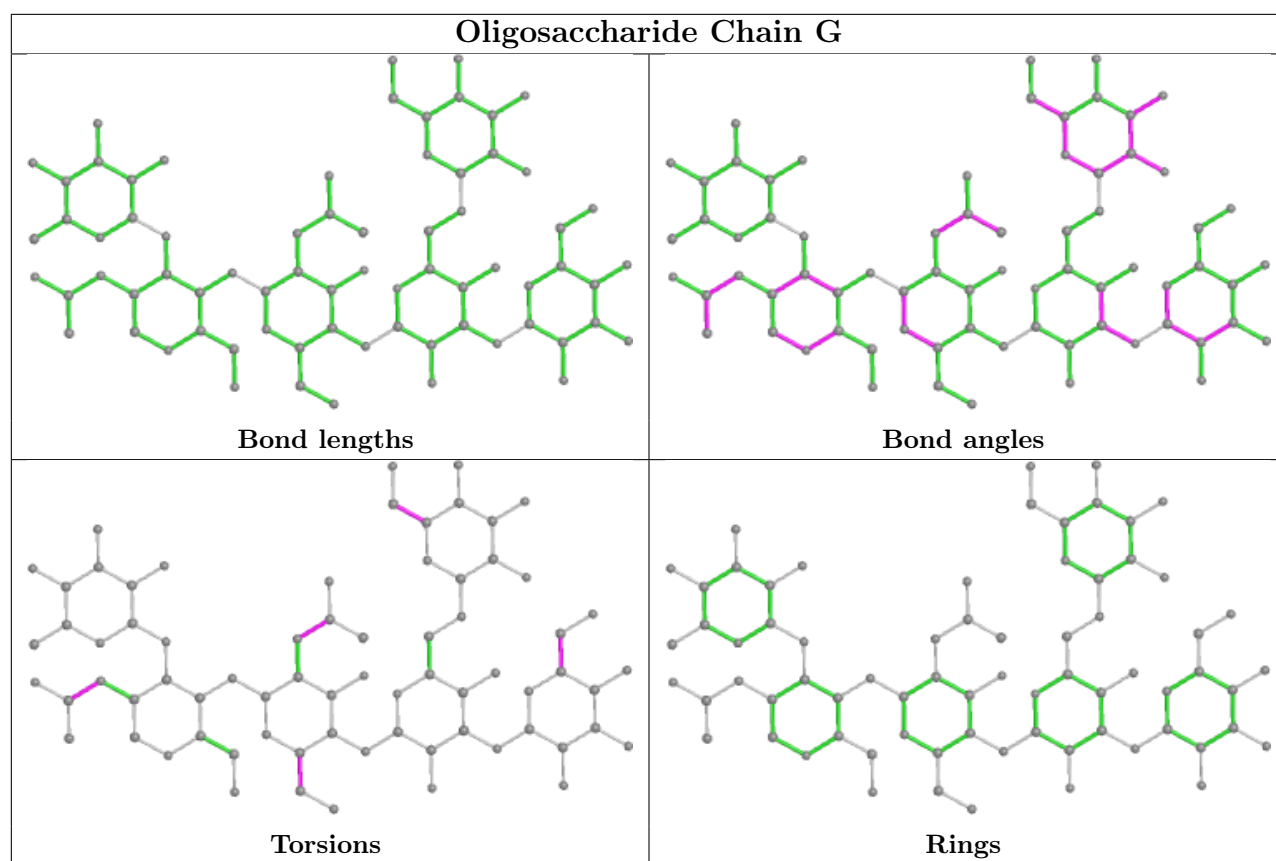 Oligosaccharide Chain G
Bond lengths
Bond angles
Torsions
Rings